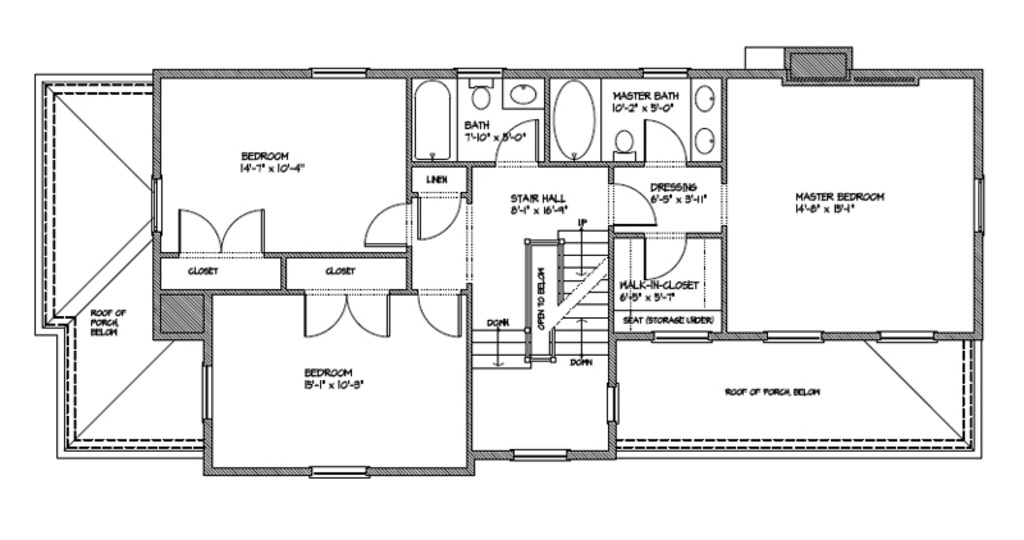 MASTER BATH
10'-2" x 5'-0"
BATH
7'-10" x 5'-0"
BEDROOM
14'-7" x 10'-4"
LINEN
STAIR HALL
8'-1" x 16'-9"
DRESSING
6'-5" x 3'-11"
MASTER BEDROOM
14'-8" x 15'-1"
UP
CLOSET
CLOSET
OPEN TO BELOW
WALK-IN-CLOSET
6'-5" x 5'-7"
SEAT (STORAGE UNDER)
ROOF OF
PORCH,
BELOW
DOWN
DOWN
BEDROOM
15'-1" x 10'-3"
ROOF OF PORCH, BELOW